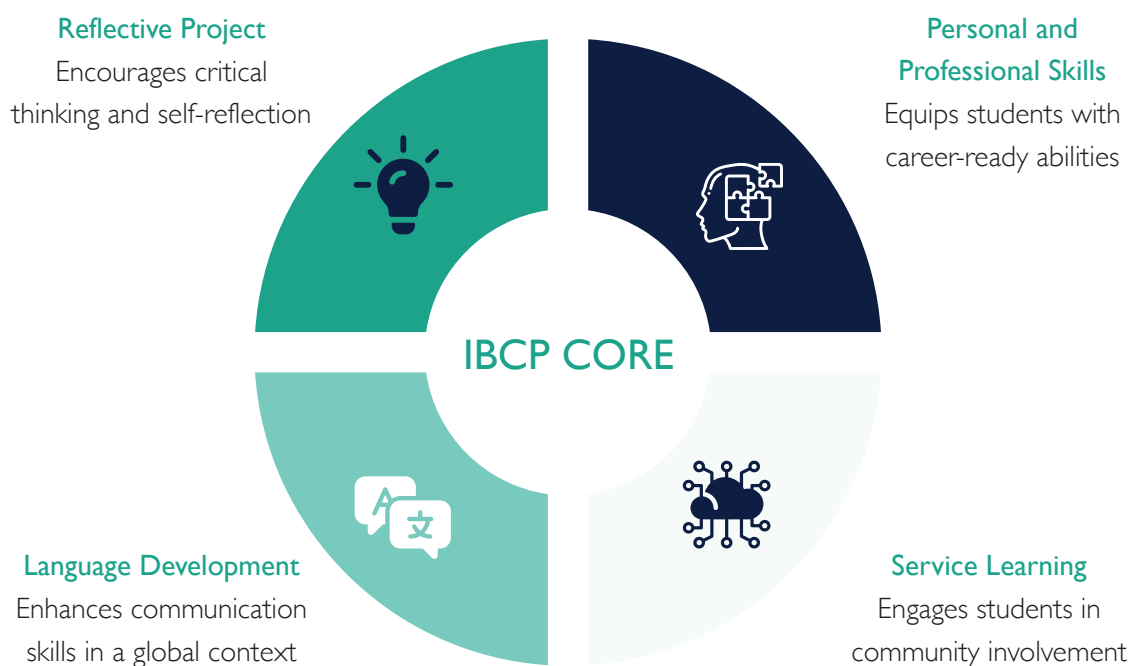 Reflective Project
Encourages critical
thinking and self-reflection
Personal and
Professional Skills
Equips students with
career-ready abilities
IBCP CORE
A
文
Language Development
Enhances communication
skills in a global context
Service Learning
Engages students in
community involvement